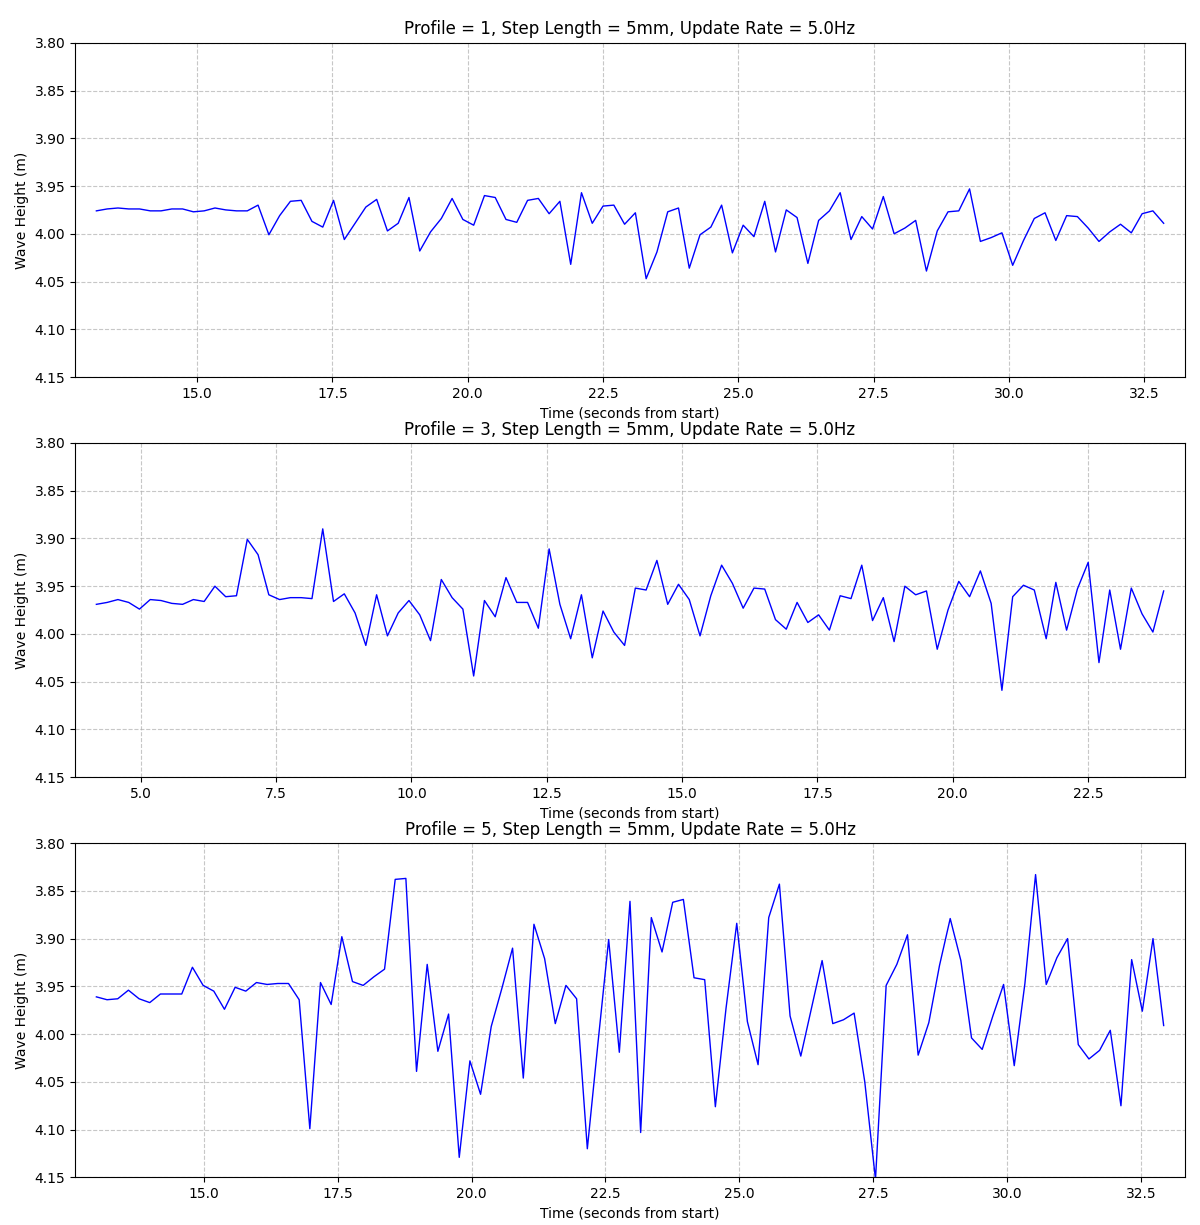 Profile = 1, Step Length = 5mm, Update Rate = 5.0Hz
3.80
3.85
3.90
3.95
4.00
4.05
4.10
4.15
Wave Height (m)
15.0 17.5 20.0 22.5 25.0 27.5 30.0 32.5
Time (seconds from start)
Profile = 3, Step Length = 5mm, Update Rate = 5.0Hz
3.80
3.85
3.90
3.95
4.00
4.05
4.10
4.15
Wave Height (m)
5.0 7.5 10.0 12.5 15.0 17.5 20.0 22.5
Time (seconds from start)
Profile = 5, Step Length = 5mm, Update Rate = 5.0Hz
3.80
3.85
3.90
3.95
4.00
4.05
4.10
4.15
Wave Height (m)
15.0 17.5 20.0 22.5 25.0 27.5 30.0 32.5
Time (seconds from start)